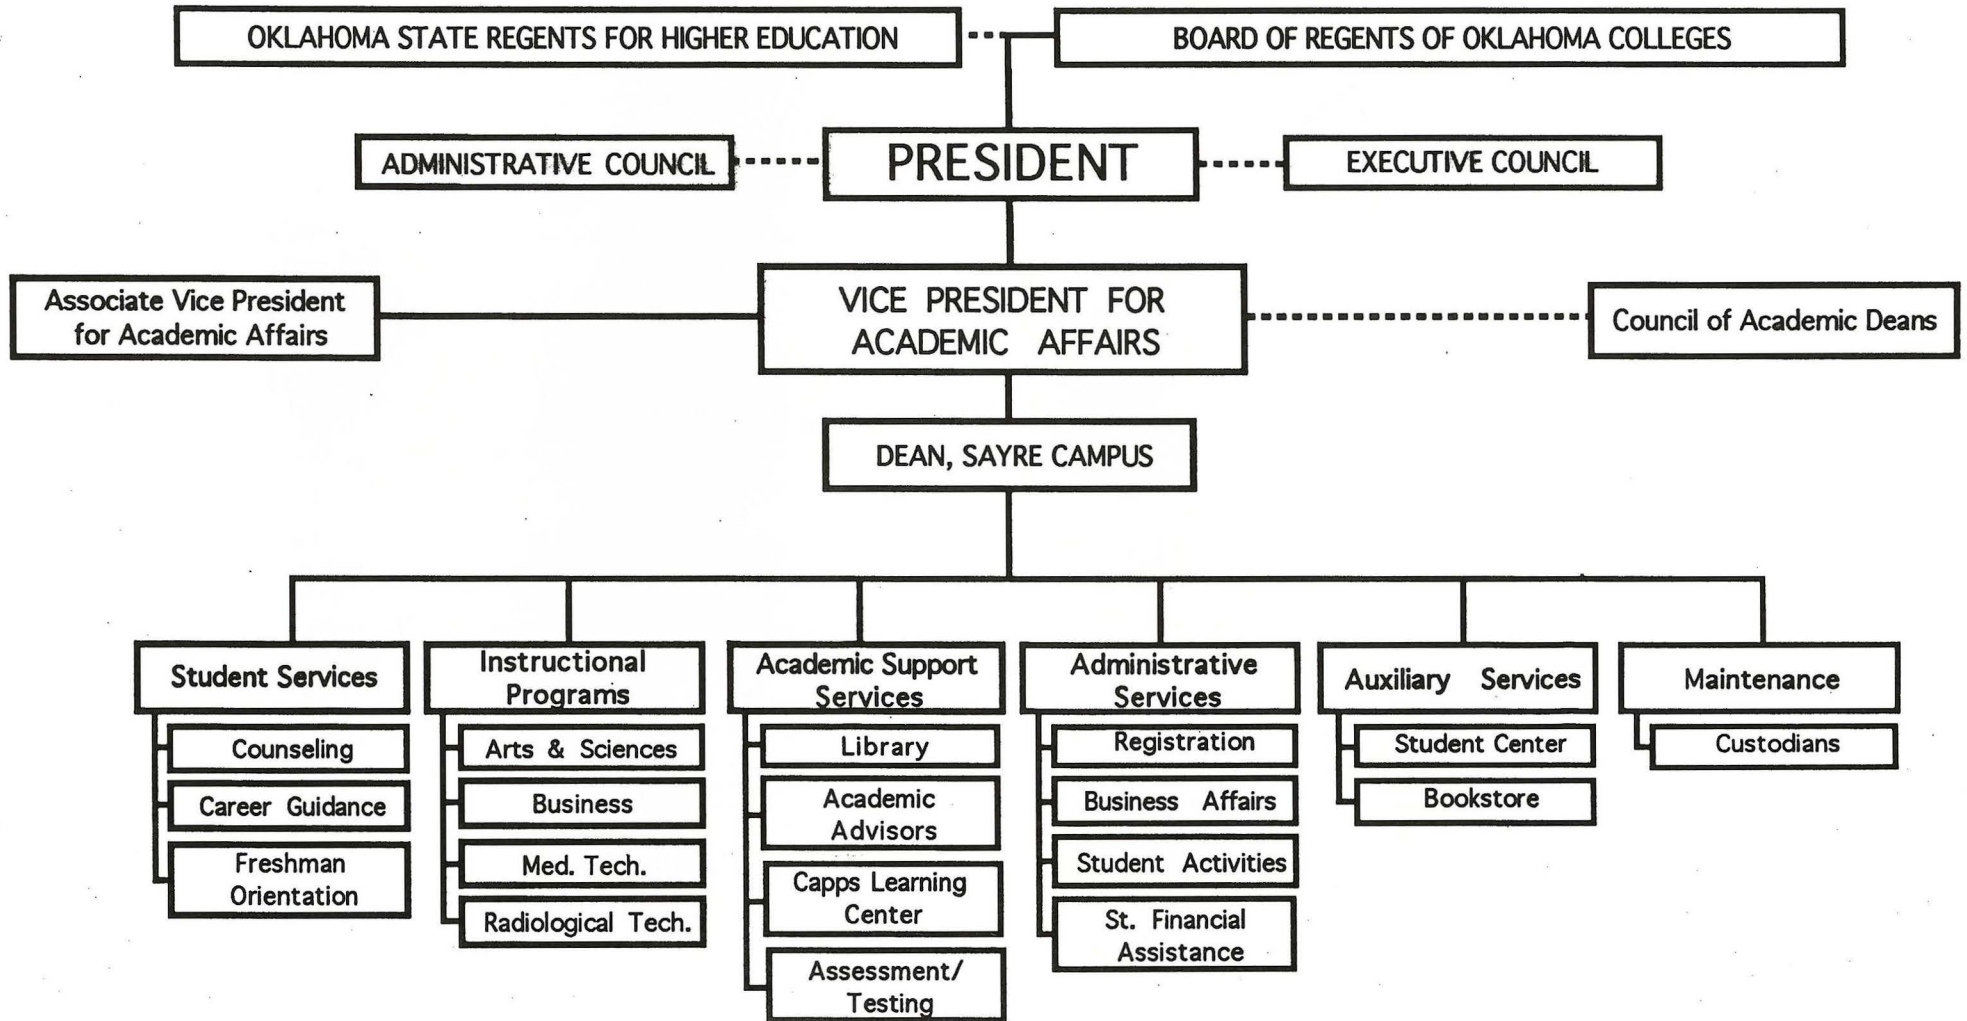 OKLAHOMA STATE REGENTS FOR HIGHER EDUCATION
BOARD OF REGENTS OF OKLAHOMA COLLEGES
ADMINISTRATIVE COUNCIL
PRESIDENT
EXECUTIVE COUNCIL
Associate Vice President
for Academic Affairs
VICE PRESIDENT FOR
ACADEMIC AFFAIRS
Council of Academic Deans
DEAN, SAYRE CAMPUS
Student Services
Counseling
Career Guidance
Freshman
Orientation
Instructional
Programs
Arts & Sciences
Business
Med. Tech.
Radiological Tech.
Academic Support
Services
Library
Academic
Advisors
Capps Learning
Center
Assessment/
Testing
Administrative
Services
Registration
Business Affairs
Student Activities
St. Financial
Assistance
Auxiliary Services
Student Center
Bookstore
Maintenance
Custodians